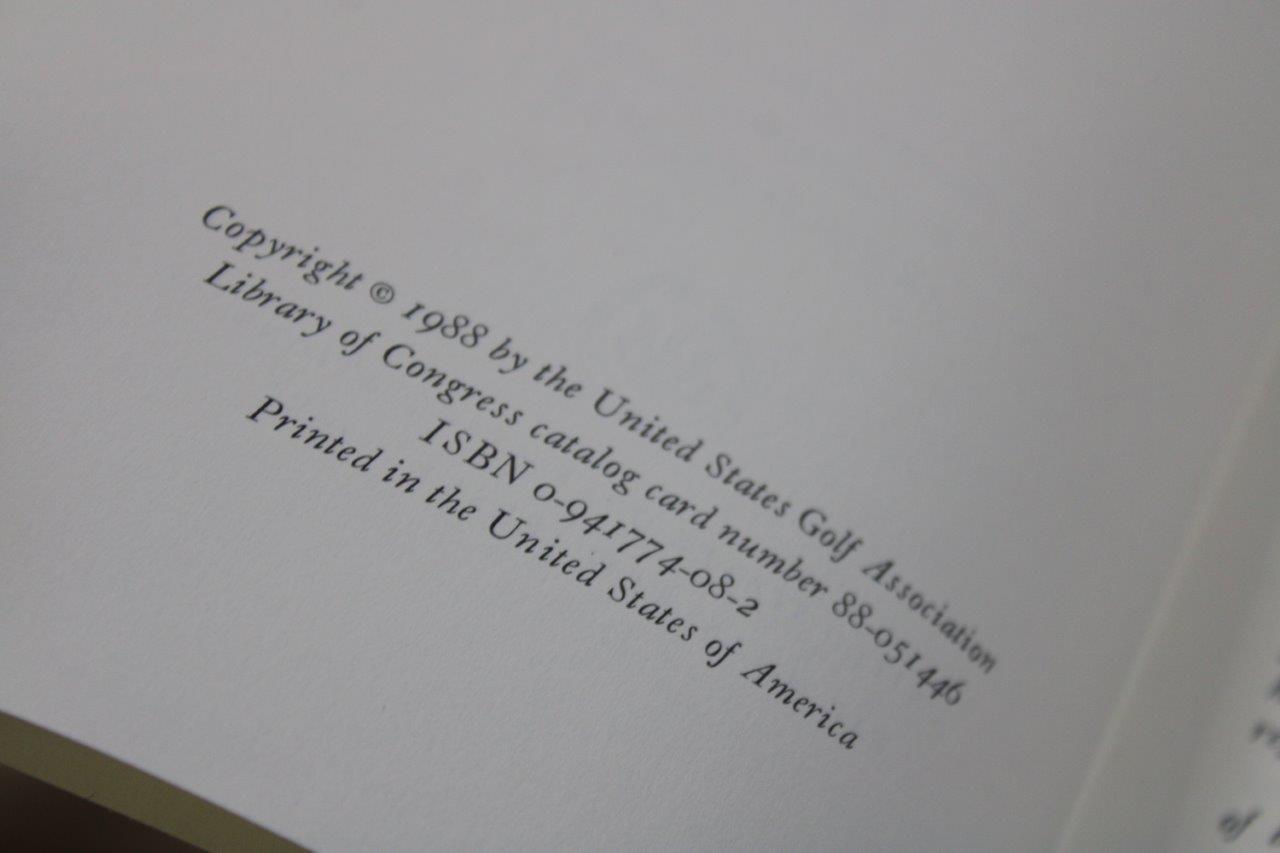 Copyright © 1988 by the United States Golf Association
Library of Congress catalog card number 88-051446
ISBN 0-941774-08-2
Printed in the United States of America
of